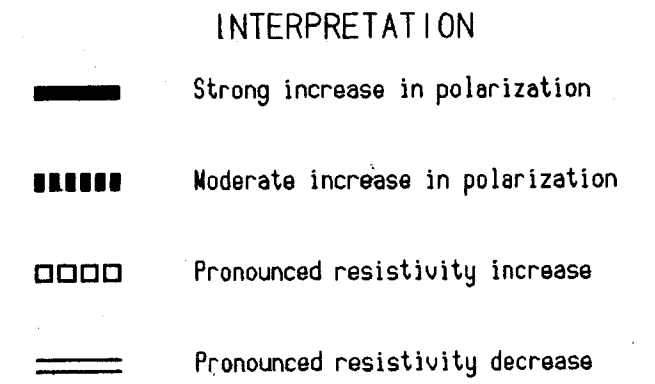 INTERPRETATION
Strong increase in polarization
Moderate increase in polarization
Pronounced resistivity increase
Pronounced resistivity decrease